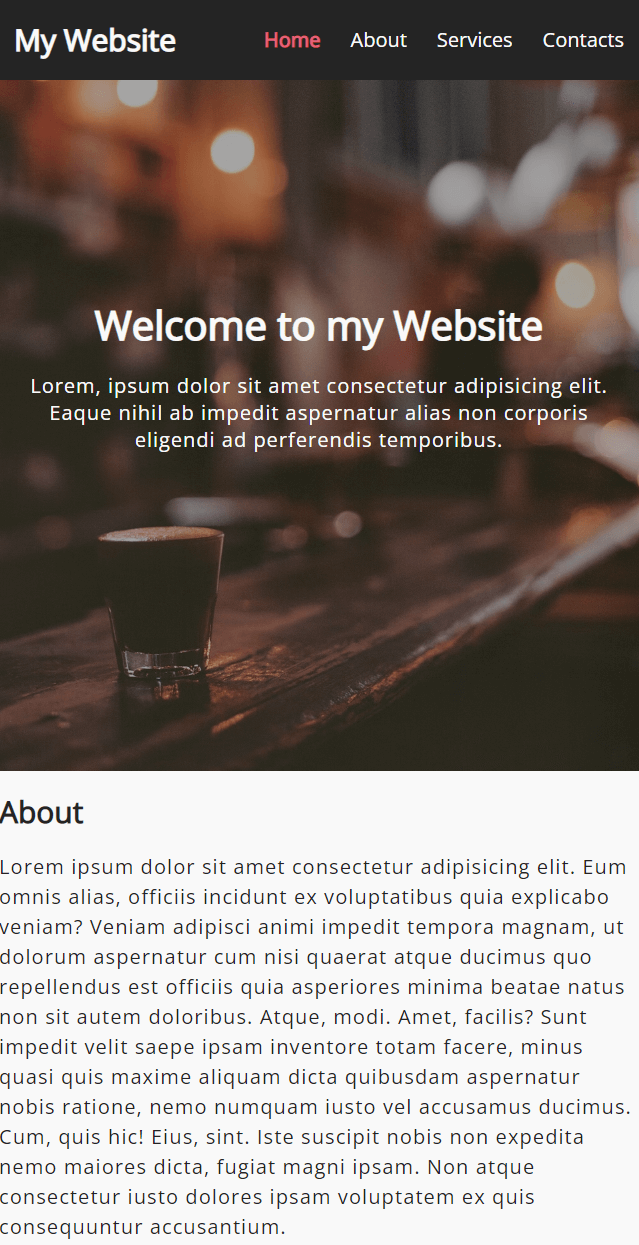 My Website Home About Services Contacts
Welcome to my Website
Lorem, ipsum dolor sit amet consectetur adipisicing elit.
Eaque nihil ab impedit aspernatur alias non corporis
eligendi ad perferendis temporibus.
About
Lorem ipsum dolor sit amet consectetur adipisicing elit. Eum
omnis alias, officiis incidunt ex voluptatibus quia explicabo
veniam? Veniam adipisci animi impedit tempora magnam, ut
dolorum aspernatur cum nisi quaerat atque ducimus quo
repellendus est officiis quia asperiores minima beatae natus
non sit autem doloribus. Atque, modi. Amet, facilis? Sunt
impedit velit saepe ipsam inventore totam facere, minus
quasi quis maxime aliquam dicta quibusdam aspernatur
nobis ratione, nemo numquam iusto vel accusamus ducimus.
Cum, quis hic! Eius, sint. Iste suscipit nobis non expedita
nemo maiores dicta, fugiat magni ipsam. Non atque
consectetur iusto dolores ipsam voluptatem ex quis
consequuntur accusantium.